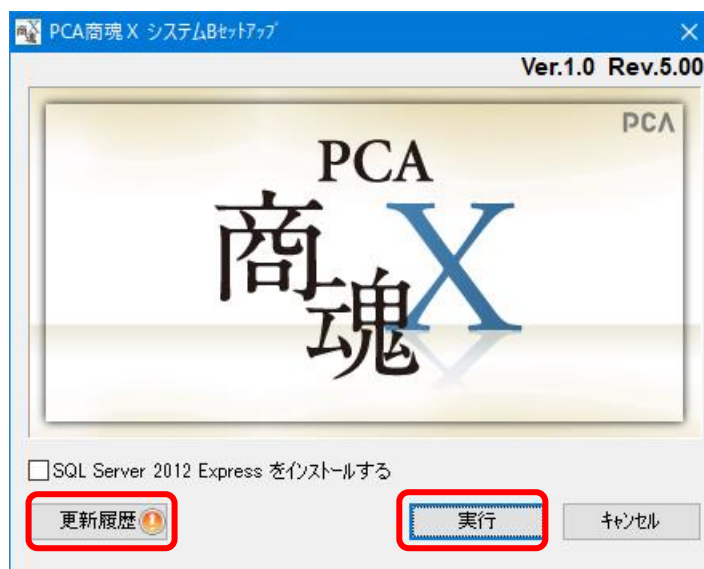 PCA商魂 X システムBｾｯﾄｱｯﾌﾟ
Ver.1.0 Rev.5.00
PCA
PCA
商魂X
SQL Server 2012 Express をｲﾝｽﾄｰﾙする
更新履歴 実行 ｷｬﾝｾﾙ